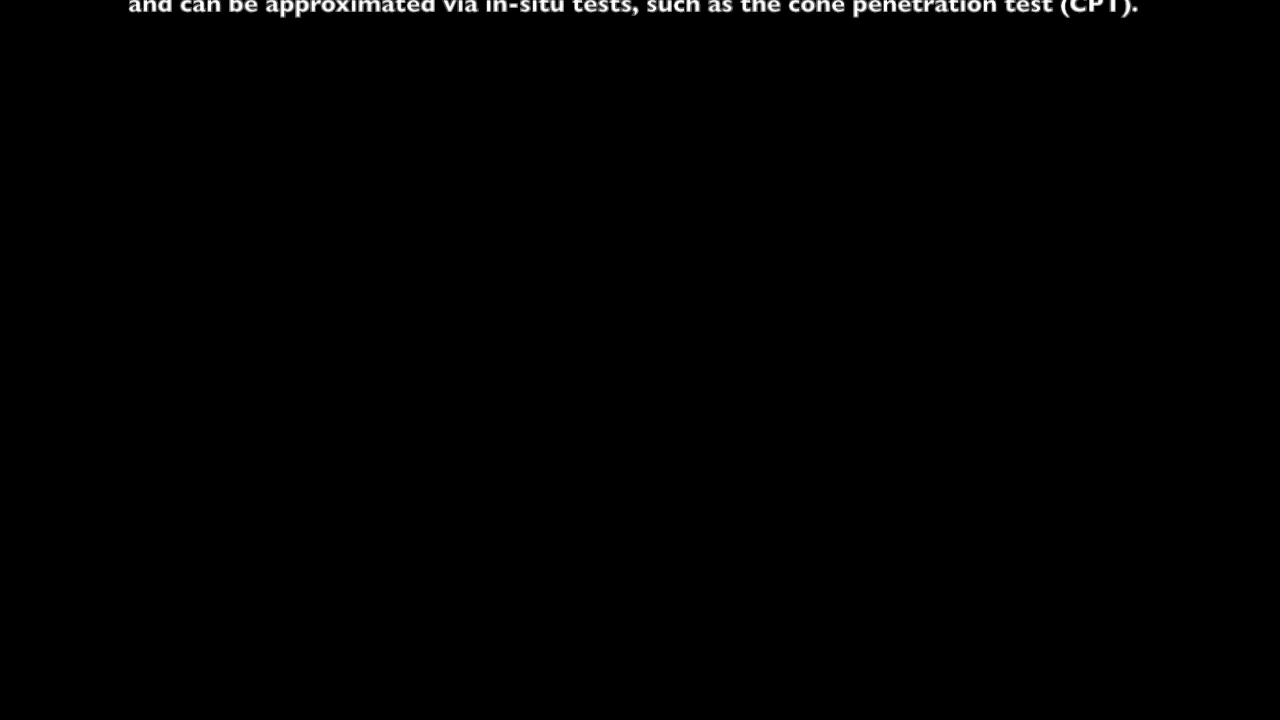 and can be approximated via in-situ tests, such as the cone penetration test (CPT).